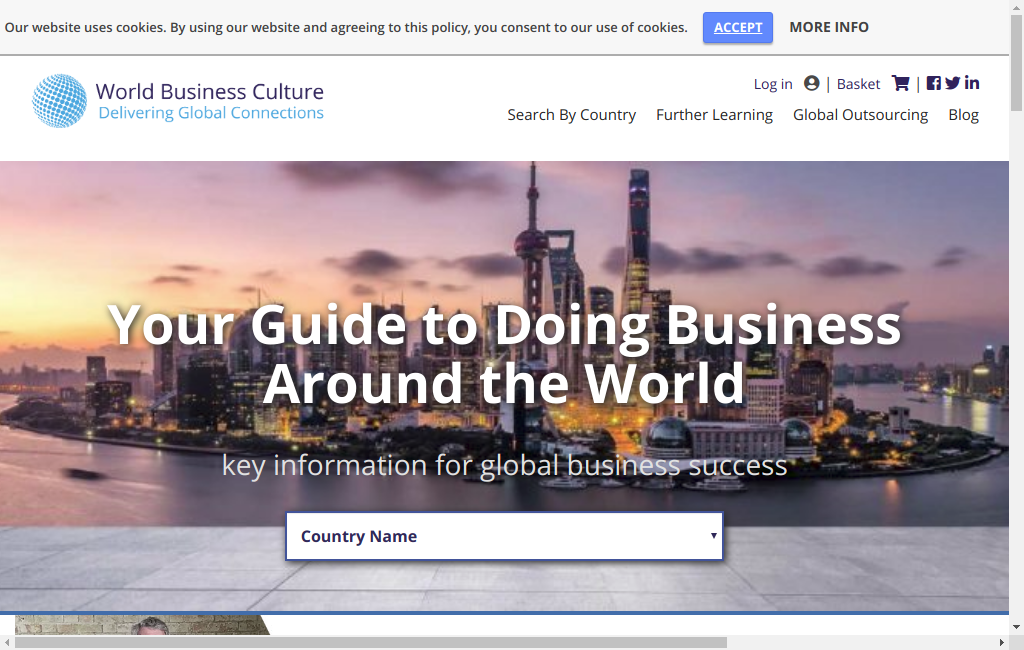 Our website uses cookies. By using our website and agreeing to this policy, you consent to our use of cookies. ACCEPT MORE INFO
World Business Culture
Delivering Global Connections
Log in | Basket |
Search By Country Further Learning Global Outsourcing Blog
Your Guide to Doing Business
Around the World
key information for global business success
Country Name